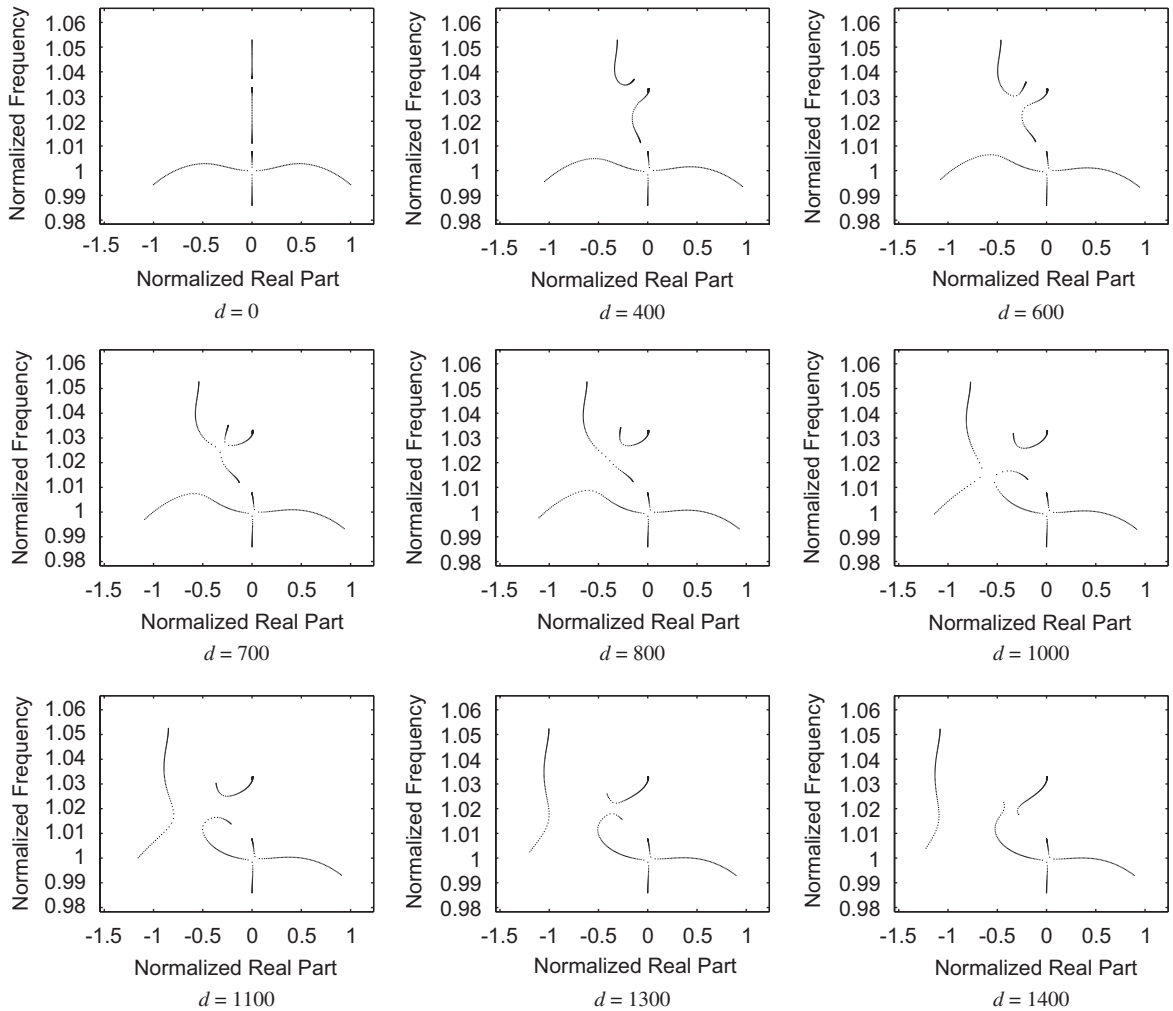 Normalized Frequency
1.06
1.05
1.04
1.03
1.02
1.01
1
0.99
0.98
-1.5 -1 -0.5 0 0.5 1
Normalized Real Part
d = 0
Normalized Frequency
1.06
1.05
1.04
1.03
1.02
1.01
1
0.99
0.98
-1.5 -1 -0.5 0 0.5 1
Normalized Real Part
d = 400
Normalized Frequency
1.06
1.05
1.04
1.03
1.02
1.01
1
0.99
0.98
-1.5 -1 -0.5 0 0.5 1
Normalized Real Part
d = 600
Normalized Frequency
1.06
1.05
1.04
1.03
1.02
1.01
1
0.99
0.98
-1.5 -1 -0.5 0 0.5 1
Normalized Real Part
d = 700
Normalized Frequency
1.06
1.05
1.04
1.03
1.02
1.01
1
0.99
0.98
-1.5 -1 -0.5 0 0.5 1
Normalized Real Part
d = 800
Normalized Frequency
1.06
1.05
1.04
1.03
1.02
1.01
1
0.99
0.98
-1.5 -1 -0.5 0 0.5 1
Normalized Real Part
d = 1000
Normalized Frequency
1.06
1.05
1.04
1.03
1.02
1.01
1
0.99
0.98
-1.5 -1 -0.5 0 0.5 1
Normalized Real Part
d = 1100
Normalized Frequency
1.06
1.05
1.04
1.03
1.02
1.01
1
0.99
0.98
-1.5 -1 -0.5 0 0.5 1
Normalized Real Part
d = 1300
Normalized Frequency
1.06
1.05
1.04
1.03
1.02
1.01
1
0.99
0.98
-1.5 -1 -0.5 0 0.5 1
Normalized Real Part
d = 1400